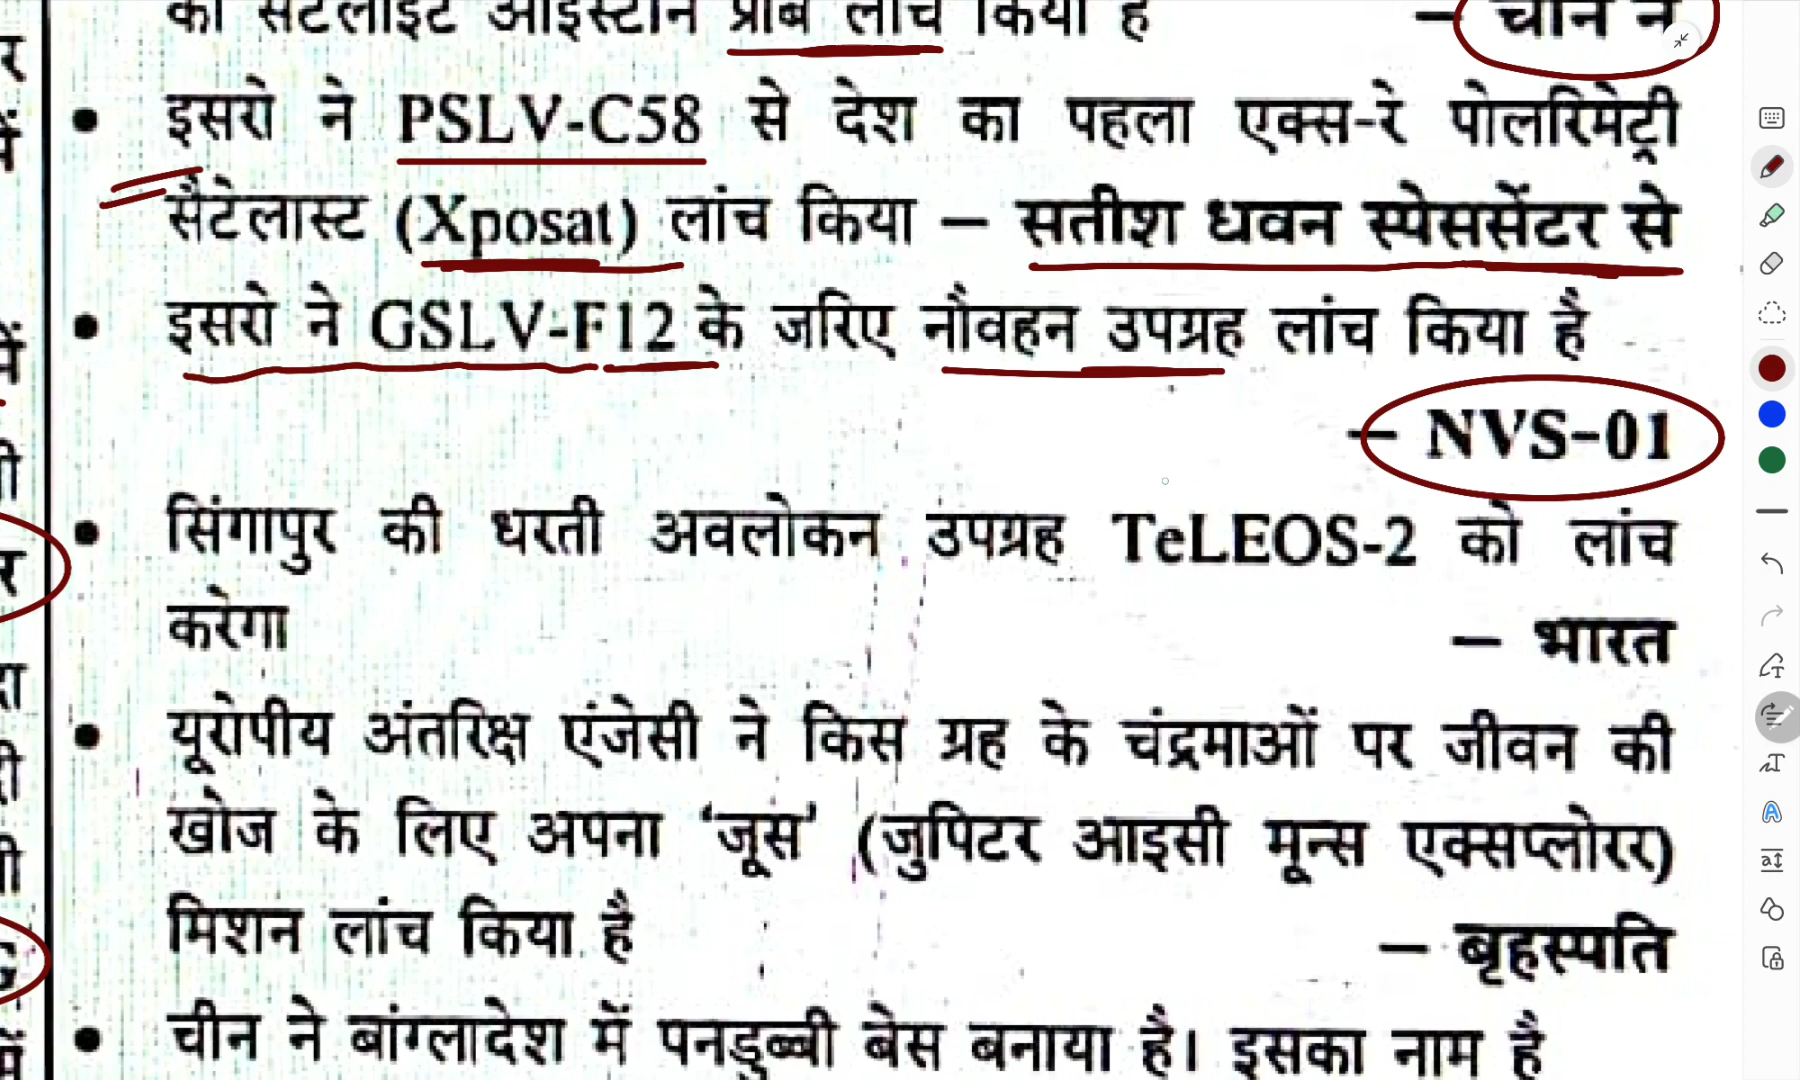 को सैटेलाइट आइंस्टीन प्रोब लांच किया है — चीन ने
• इसरो ने PSLV-C58 से देश का पहला एक्स-रे पोलरिमेट्री
सैटेलास्ट (Xposat) लांच किया – सतीश धवन स्पेससेंटर से
• इसरो ने GSLV-F12 के जरिए नौवहन उपग्रह लांच किया है
– NVS-01
• सिंगापुर की धरती अवलोकन उपग्रह TeLEOS-2 को लांच
करेगा – भारत
• यूरोपीय अंतरिक्ष एंजेसी ने किस ग्रह के चंद्रमाओं पर जीवन की
खोज के लिए अपना ‘जूस’ (जुपिटर आइसी मून्स एक्सप्लोरर)
मिशन लांच किया है – बृहस्पति
• चीन ने बांग्लादेश में पनडुब्बी बेस बनाया है। इसका नाम है